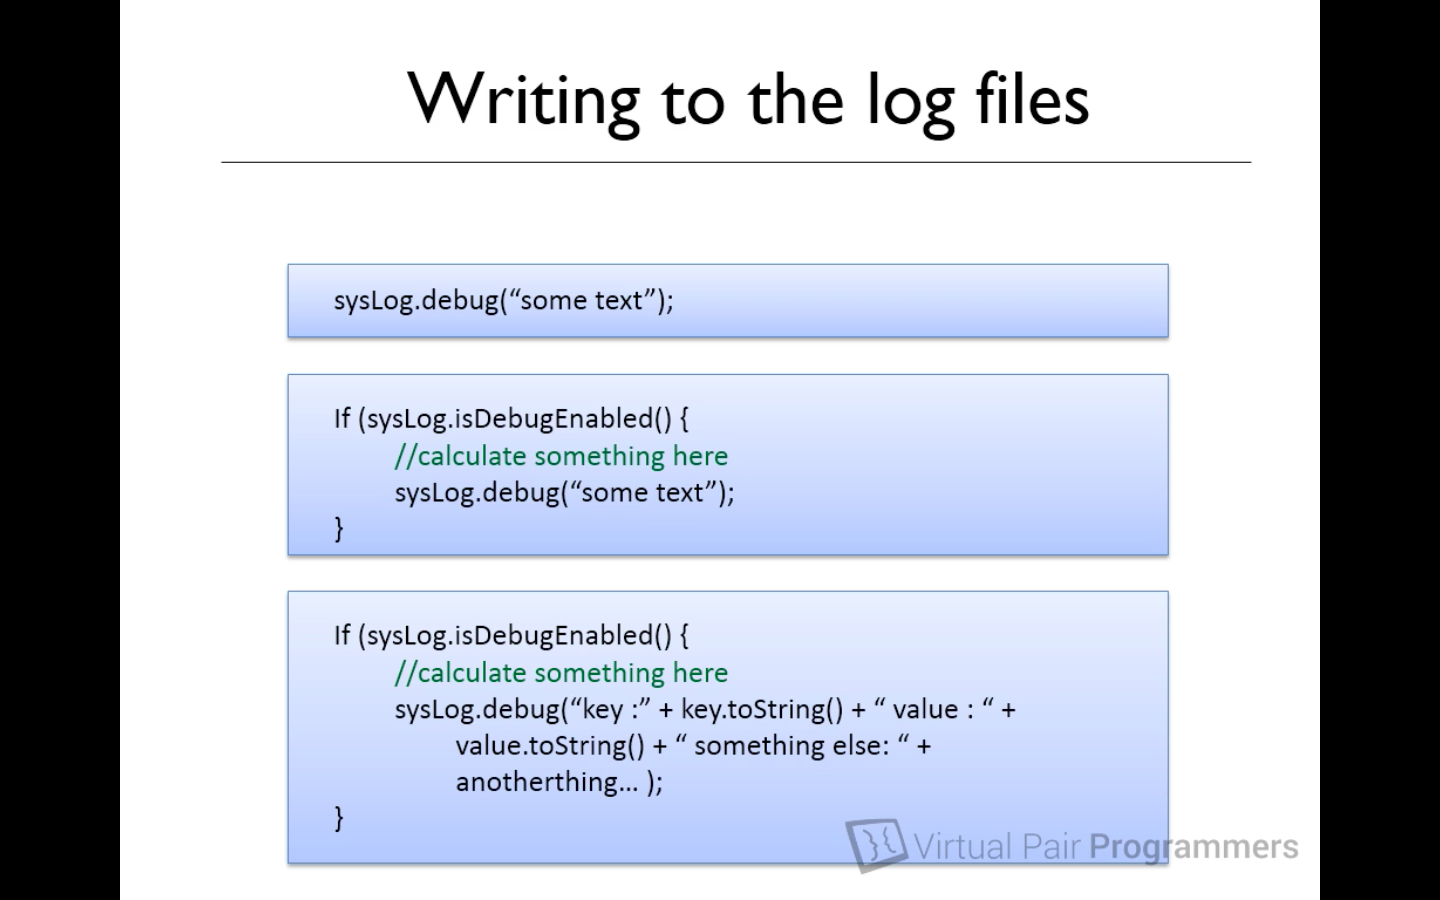 Writing to the log files
sysLog.debug(“some text”);
If (sysLog.isDebugEnabled() {
//calculate something here
sysLog.debug(“some text”);
}
If (sysLog.isDebugEnabled() {
//calculate something here
sysLog.debug(“key :” + key.toString() + “ value : “ +
value.toString() + “ something else: “ +
anotherthing... );
}
Virtual Pair Programmers